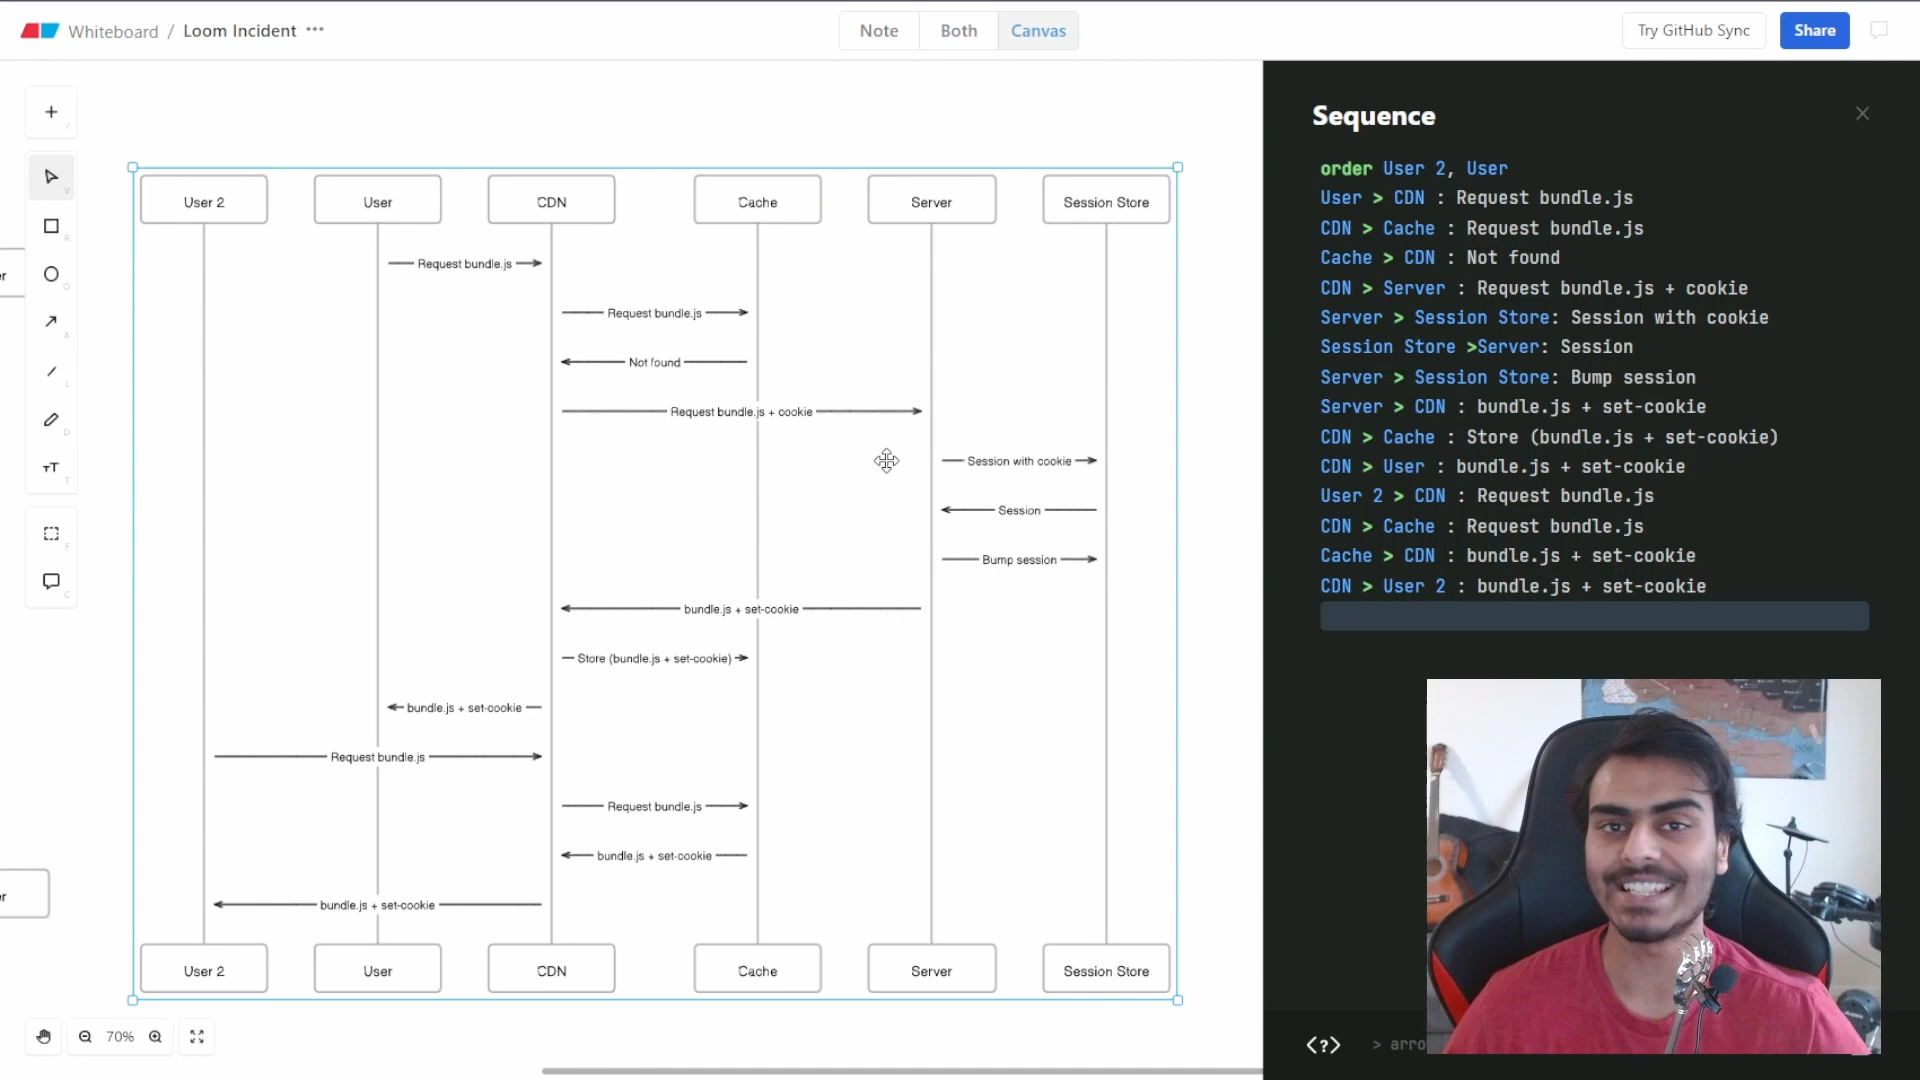 Whiteboard / Loom Incident ···
Note Both Canvas
Try GitHub Sync Share
User 2 User CDN Cache Server Session Store
Request bundle.js
Request bundle.js
Not found
Request bundle.js + cookie
Session with cookie
Session
Bump session
bundle.js + set-cookie
Store (bundle.js + set-cookie)
bundle.js + set-cookie
Request bundle.js
Request bundle.js
bundle.js + set-cookie
bundle.js + set-cookie
User 2 User CDN Cache Server Session Store
er
er
/
V
R
O
A
L
D
TT
T
F
C
70%
Sequence
order User 2, User
User > CDN : Request bundle.js
CDN > Cache : Request bundle.js
Cache > CDN : Not found
CDN > Server : Request bundle.js + cookie
Server > Session Store: Session with cookie
Session Store >Server: Session
Server > Session Store: Bump session
Server > CDN : bundle.js + set-cookie
CDN > Cache : Store (bundle.js + set-cookie)
CDN > User : bundle.js + set-cookie
User 2 > CDN : Request bundle.js
CDN > Cache : Request bundle.js
Cache > CDN : bundle.js + set-cookie
CDN > User 2 : bundle.js + set-cookie
<?> > arro